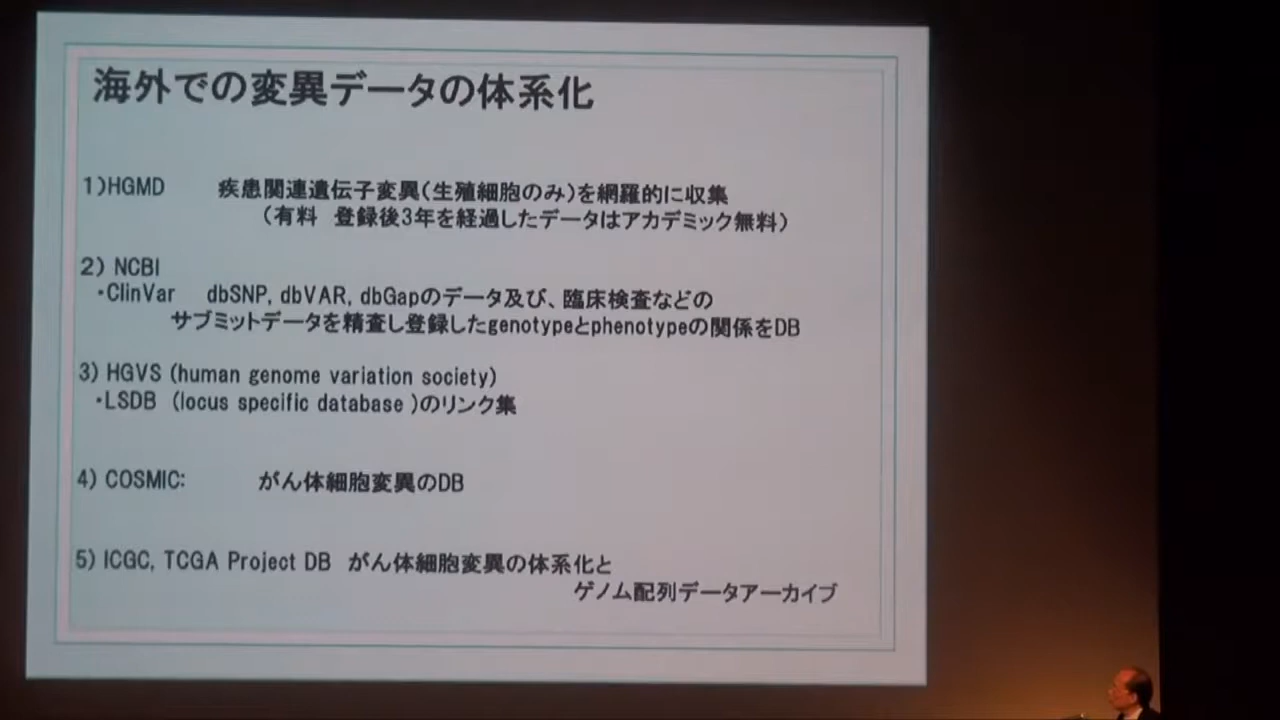 海外での変異データの体系化
1)HGMD 疾患関連遺伝子変異(生殖細胞のみ)を網羅的に収集
(有料 登録後3年を経過したデータはアカデミック無料)
2) NCBI
・ClinVar dbSNP, dbVAR, dbGapのデータ及び、臨床検査などの
サブミットデータを精査し登録したgenotypeとphenotypeの関係をDB
3) HGVS (human genome variation society)
・LSDB (locus specific database )のリンク集
4) COSMIC: がん体細胞変異のDB
5) ICGC, TCGA Project DB がん体細胞変異の体系化と
ゲノム配列データアーカイブ